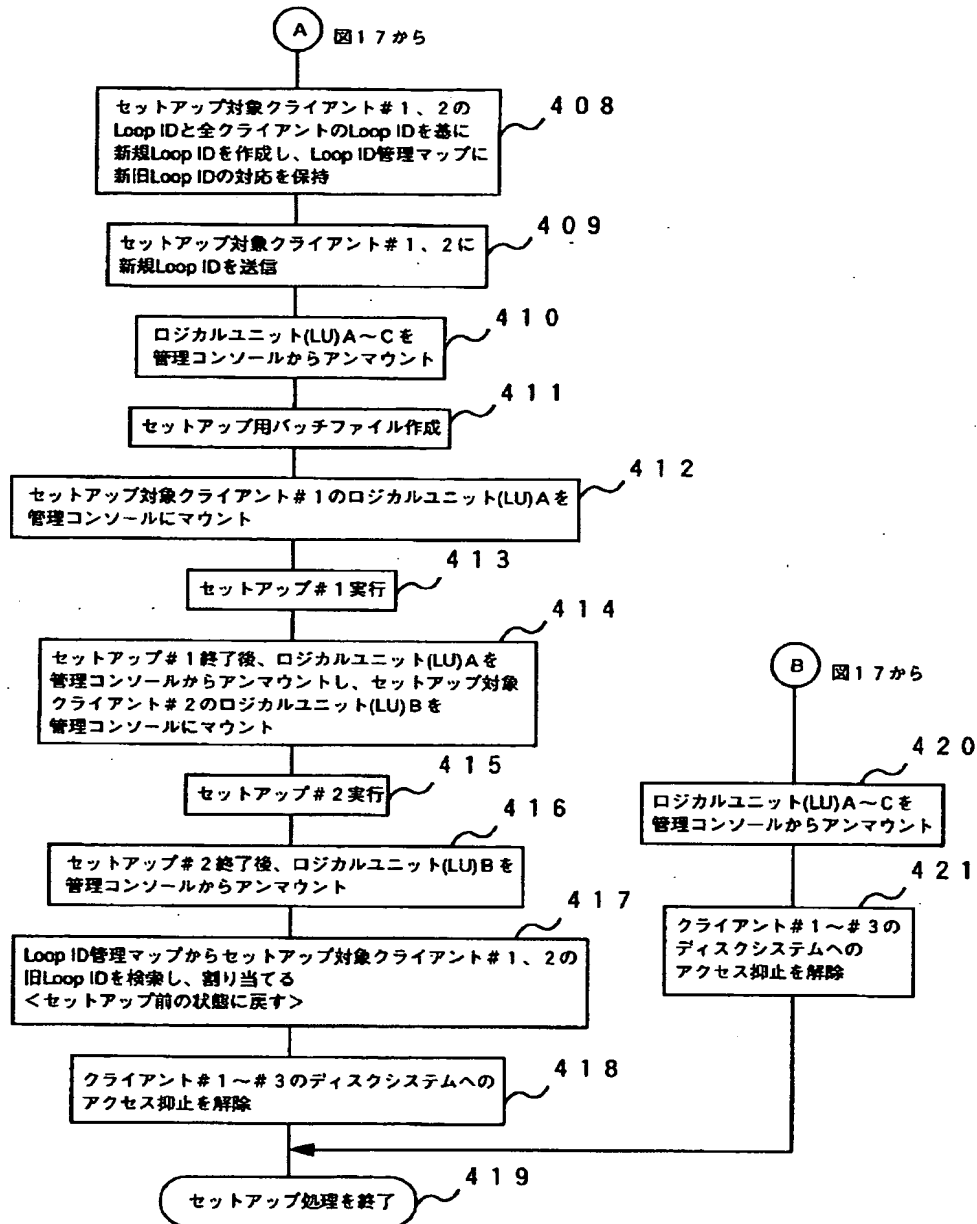 A 図17から
セットアップ対象クライアント#1、2の
Loop IDと全クライアントのLoop IDを基に
新規Loop IDを作成し、Loop ID管理マップに
新旧Loop IDの対応を保持
408
セットアップ対象クライアント#1、2に
新規Loop IDを送信
409
ロジカルユニット(LU)A～Cを
管理コンソールからアンマウント
410
セットアップ用バッチファイル作成
411
セットアップ対象クライアント#1のロジカルユニット(LU)Aを
管理コンソールにマウント
412
セットアップ#1実行
413
セットアップ#1終了後、ロジカルユニット(LU)Aを
管理コンソールからアンマウントし、セットアップ対象
クライアント#2のロジカルユニット(LU)Bを
管理コンソールにマウント
414
セットアップ#2実行
415
セットアップ#2終了後、ロジカルユニット(LU)Bを
管理コンソールからアンマウント
416
Loop ID管理マップからセットアップ対象クライアント#1、2の
旧Loop IDを検索し、割り当てる
＜セットアップ前の状態に戻す＞
417
クライアント#1～#3のディスクシステムへの
アクセス抑止を解除
418
B 図17から
ロジカルユニット(LU)A～Cを
管理コンソールからアンマウント
420
クライアント#1～#3の
ディスクシステムへの
アクセス抑止を解除
421
セットアップ処理を終了
419